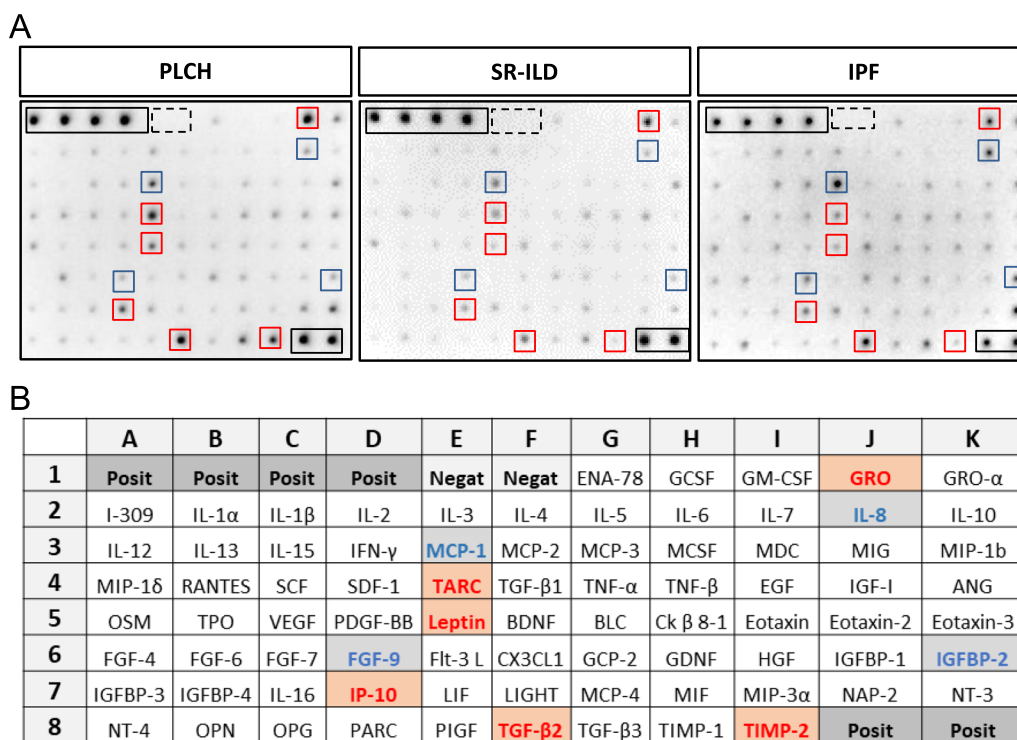 A
PLCH SR-ILD IPF
B
A B C D E F G H I J K
1 Posit Posit Posit Posit Negat Negat ENA-78 GCSF GM-CSF GRO GRO-α
2 I-309 IL-1α IL-1β IL-2 IL-3 IL-4 IL-5 IL-6 IL-7 IL-8 IL-10
3 IL-12 IL-13 IL-15 IFN-γ MCP-1 MCP-2 MCP-3 MCSF MDC MIG MIP-1b
4 MIP-1δ RANTES SCF SDF-1 TARC TGF-β1 TNF-α TNF-β EGF IGF-I ANG
5 OSM TPO VEGF PDGF-BB Leptin BDNF BLC Ck β 8-1 Eotaxin Eotaxin-2 Eotaxin-3
6 FGF-4 FGF-6 FGF-7 FGF-9 Flt-3 L CX3CL1 GCP-2 GDNF HGF IGFBP-1 IGFBP-2
7 IGFBP-3 IGFBP-4 IL-16 IP-10 LIF LIGHT MCP-4 MIF MIP-3α NAP-2 NT-3
8 NT-4 OPN OPG PARC PIGF TGF-β2 TGF-β3 TIMP-1 TIMP-2 Posit Posit